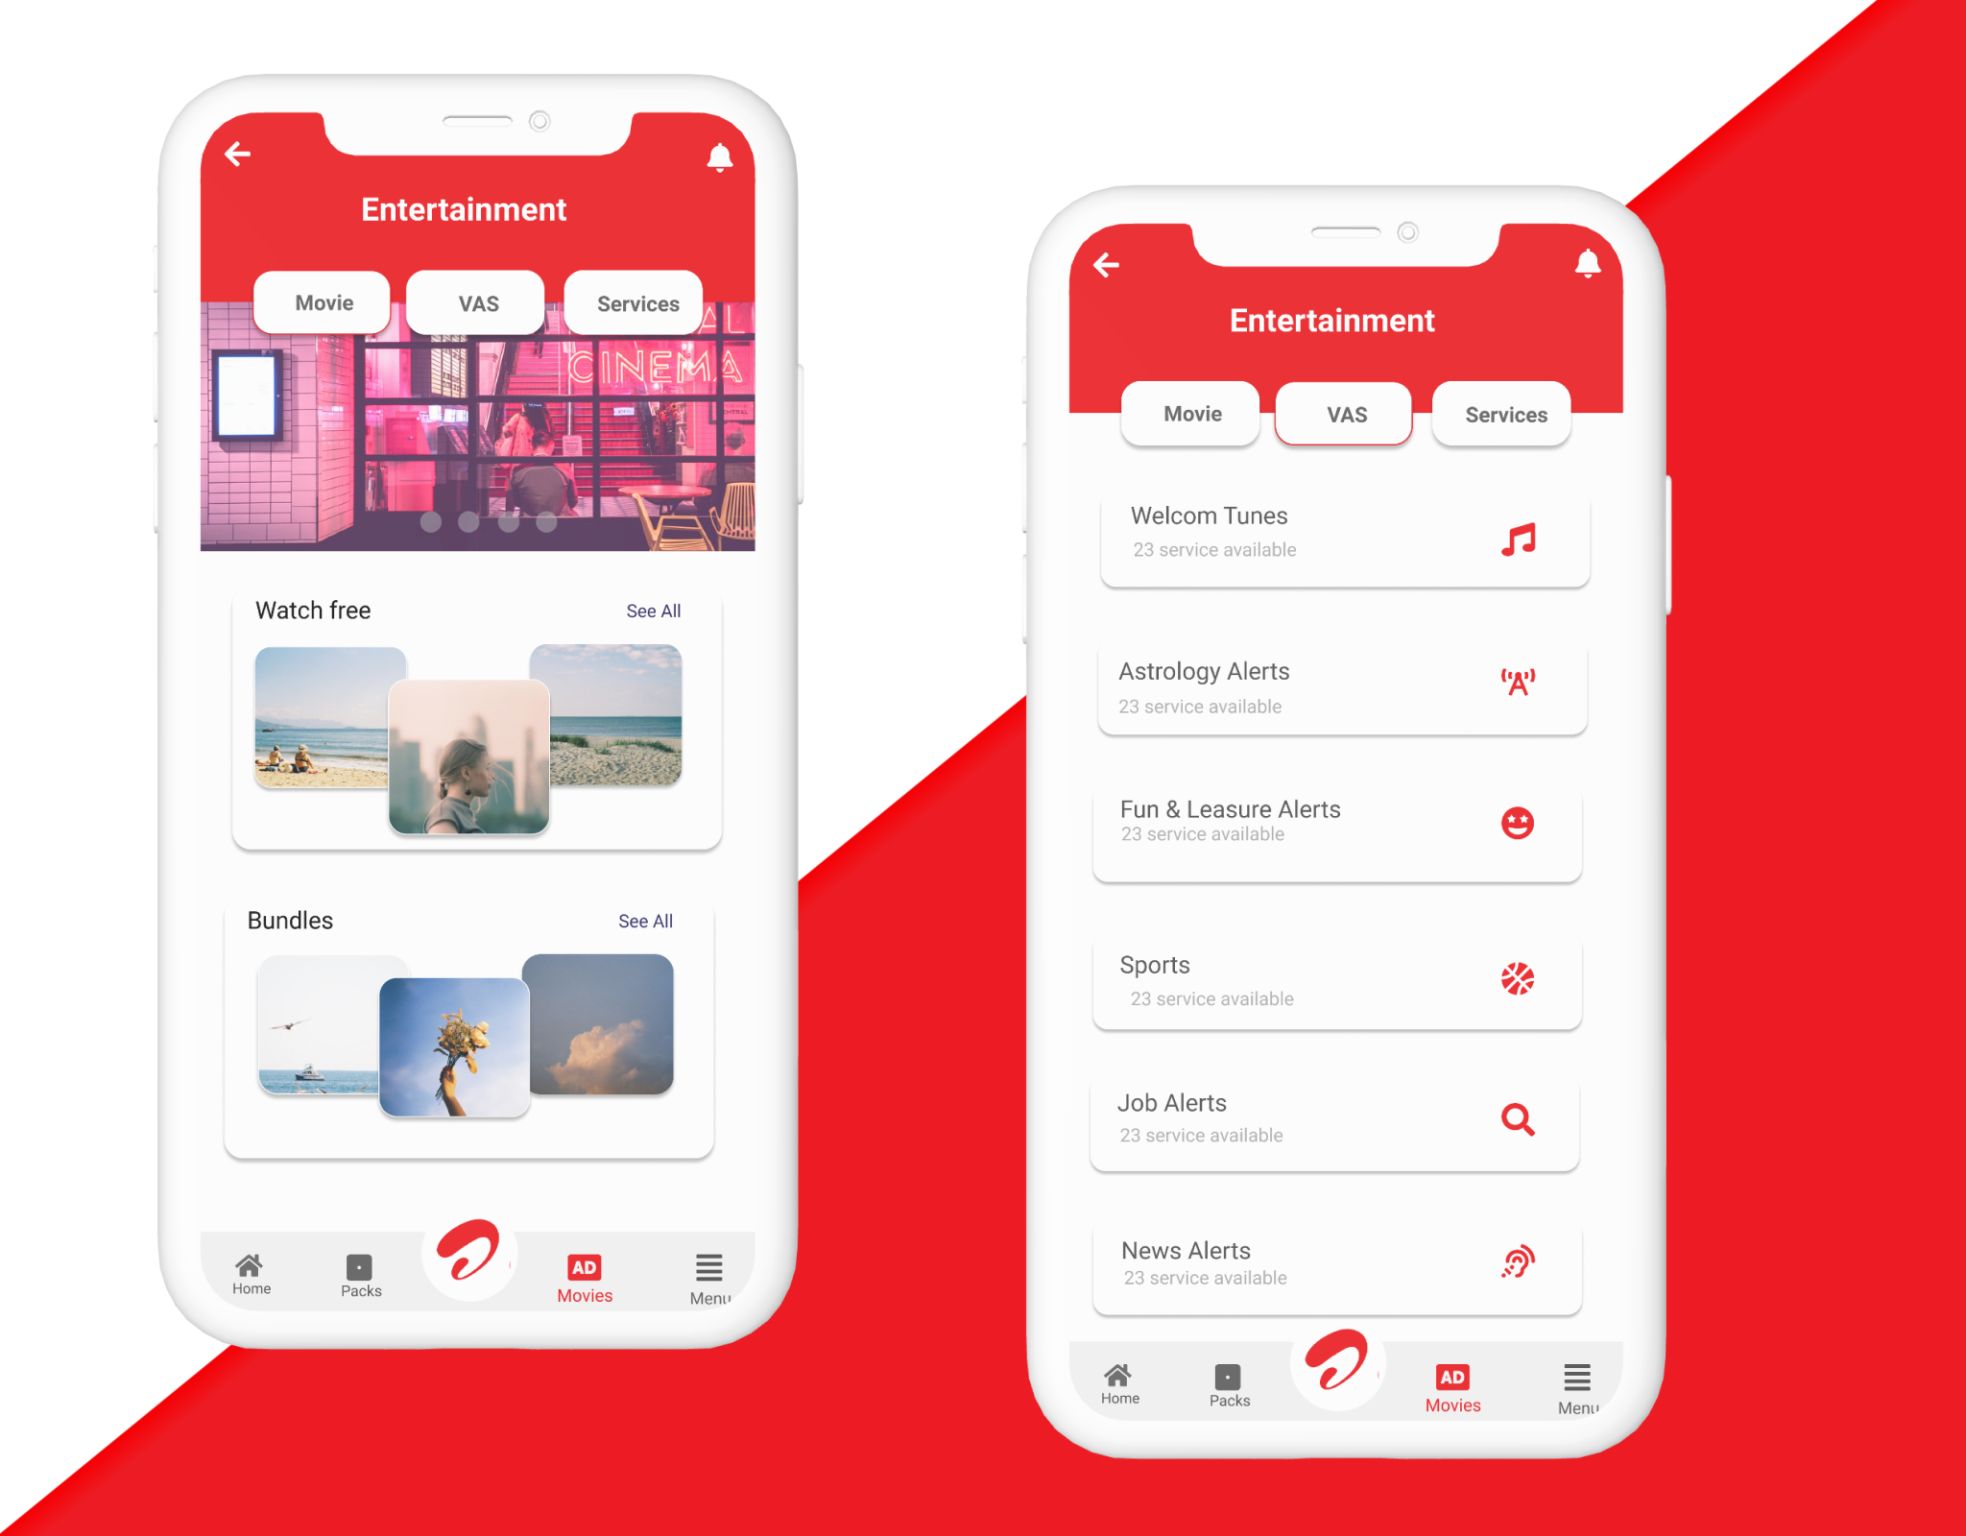 Entertainment
Movie
VAS
Services
AL
CINEMA
Watch free
See All
Bundles
See All
Home
Packs
AD
Movies
Menu
Entertainment
Movie
VAS
Services
Welcom Tunes
23 service available
Astrology Alerts
23 service available
Fun & Leasure Alerts
23 service available
Sports
23 service available
Job Alerts
23 service available
News Alerts
23 service available
Home
Packs
AD
Movies
Menu